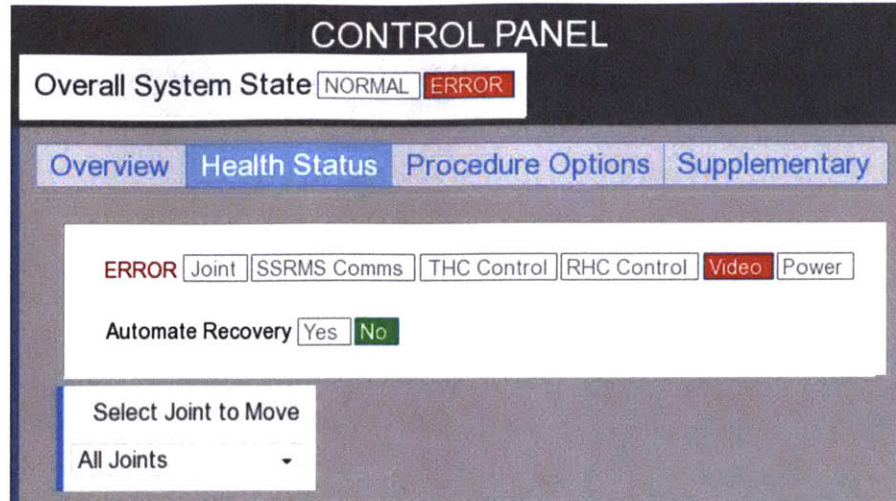 CONTROL PANEL
Overall System State NORMAL ERROR
Overview Health Status Procedure Options Supplementary
ERROR Joint SSRMS Comms THC Control RHC Control Video Power
Automate Recovery Yes No
Select Joint to Move
All Joints